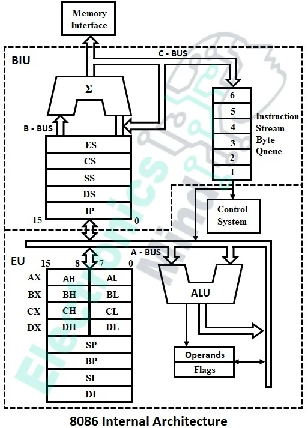 Memory
Interface
BIU
C - BUS
Σ
B - BUS
6
5
4
3
2
1
Instruction
Stream
Byte
Queue
ES
CS
SS
DS
IP
15
0
Control
System
EU
A - BUS
15
8
7
0
AX
AH
AL
BX
BH
BL
CX
CH
CL
DX
DH
DL
SP
BP
SI
DI
ALU
Operands
Flags
Electronics
Mind
8086 Internal Architecture